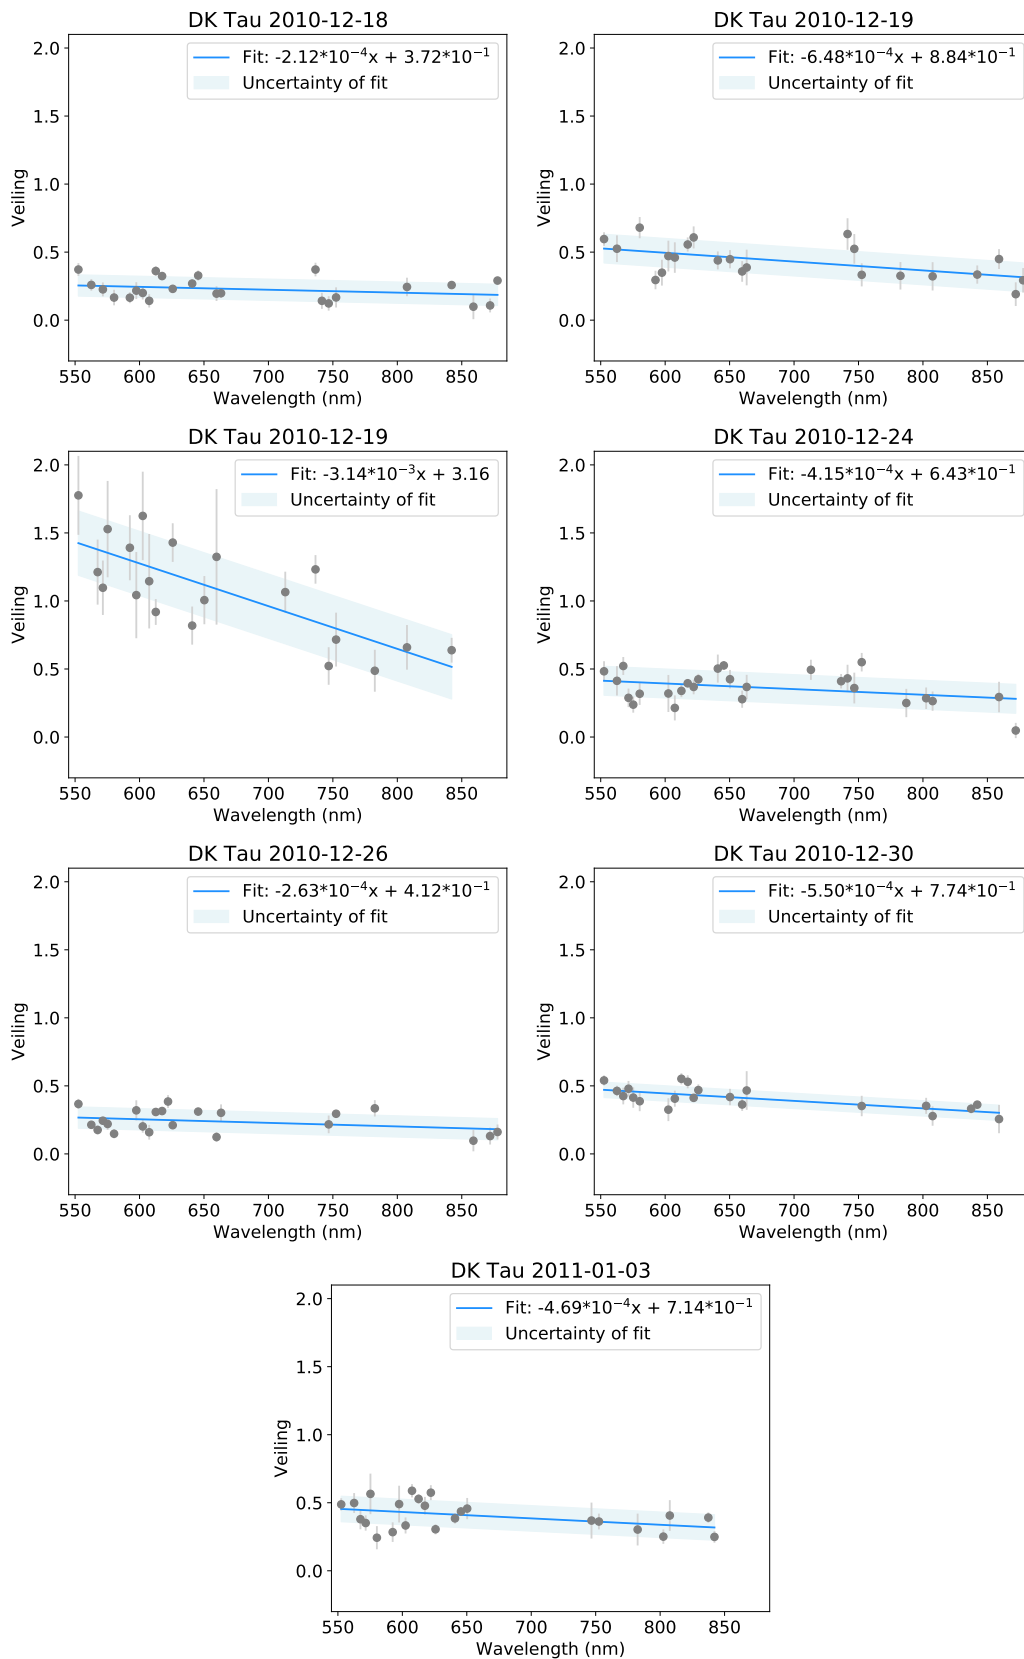 DK Tau 2010-12-18
Fit: -2.12*10⁻⁴x + 3.72*10⁻¹
Uncertainty of fit
2.0
1.5
1.0
0.5
0.0
Veiling
550 600 650 700 750 800 850
Wavelength (nm)
DK Tau 2010-12-19
Fit: -6.48*10⁻⁴x + 8.84*10⁻¹
Uncertainty of fit
2.0
1.5
1.0
0.5
0.0
Veiling
550 600 650 700 750 800 850
Wavelength (nm)
DK Tau 2010-12-19
Fit: -3.14*10⁻³x + 3.16
Uncertainty of fit
2.0
1.5
1.0
0.5
0.0
Veiling
550 600 650 700 750 800 850
Wavelength (nm)
DK Tau 2010-12-24
Fit: -4.15*10⁻⁴x + 6.43*10⁻¹
Uncertainty of fit
2.0
1.5
1.0
0.5
0.0
Veiling
550 600 650 700 750 800 850
Wavelength (nm)
DK Tau 2010-12-26
Fit: -2.63*10⁻⁴x + 4.12*10⁻¹
Uncertainty of fit
2.0
1.5
1.0
0.5
0.0
Veiling
550 600 650 700 750 800 850
Wavelength (nm)
DK Tau 2010-12-30
Fit: -5.50*10⁻⁴x + 7.74*10⁻¹
Uncertainty of fit
2.0
1.5
1.0
0.5
0.0
Veiling
550 600 650 700 750 800 850
Wavelength (nm)
DK Tau 2011-01-03
Fit: -4.69*10⁻⁴x + 7.14*10⁻¹
Uncertainty of fit
2.0
1.5
1.0
0.5
0.0
Veiling
550 600 650 700 750 800 850
Wavelength (nm)